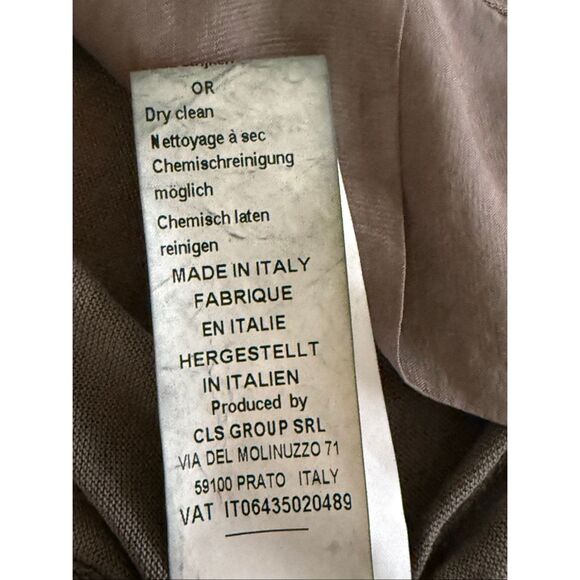 OR
Dry clean
Nettoyage à sec
Chemischreinigung
möglich
Chemisch laten
reinigen
MADE IN ITALY
FABRIQUE
EN ITALIE
HERGESTELLT
IN ITALIEN
Produced by
CLS GROUP SRL
VIA DEL MOLINUZZO 71
59100 PRATO ITALY
VAT IT06435020489